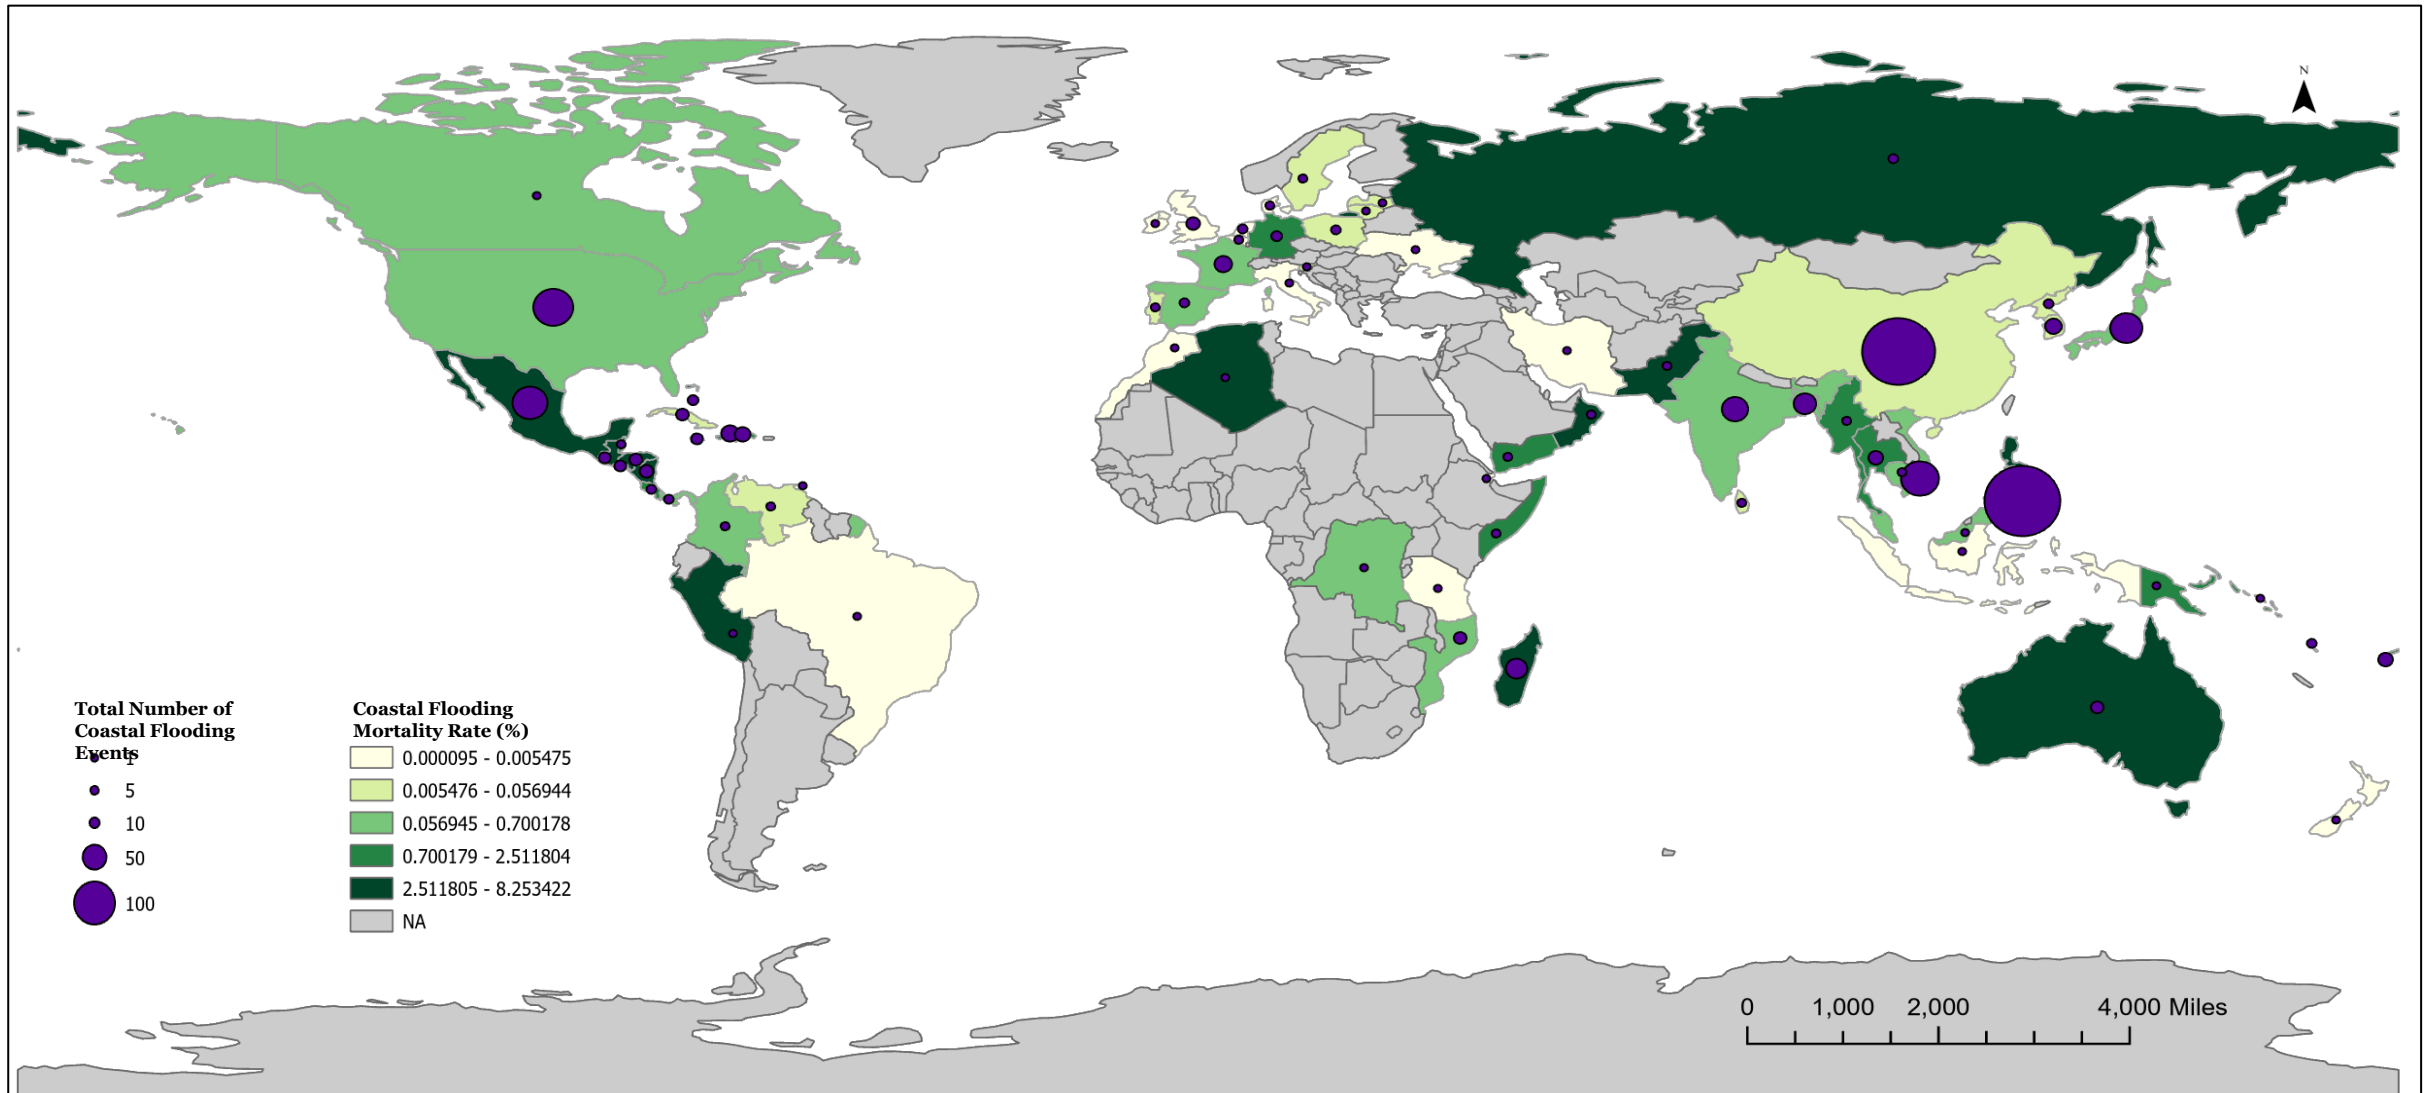 N
Total Number of
Coastal Flooding
Events
1
5
10
50
100
Coastal Flooding
Mortality Rate (%)
0.000095 - 0.005475
0.005476 - 0.056944
0.056945 - 0.700178
0.700179 - 2.511804
2.511805 - 8.253422
NA
0 1,000 2,000 4,000 Miles